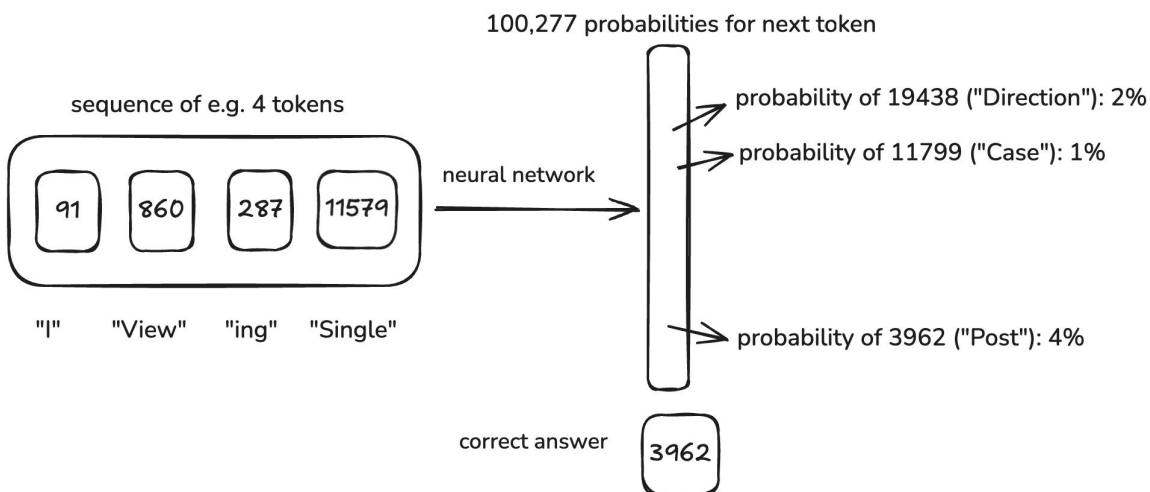 100,277 probabilities for next token
sequence of e.g. 4 tokens
probability of 19438 ("Direction"): 2%
probability of 11799 ("Case"): 1%
neural network
91 860 287 11579
"I" "View" "ing" "Single"
probability of 3962 ("Post"): 4%
correct answer
3962